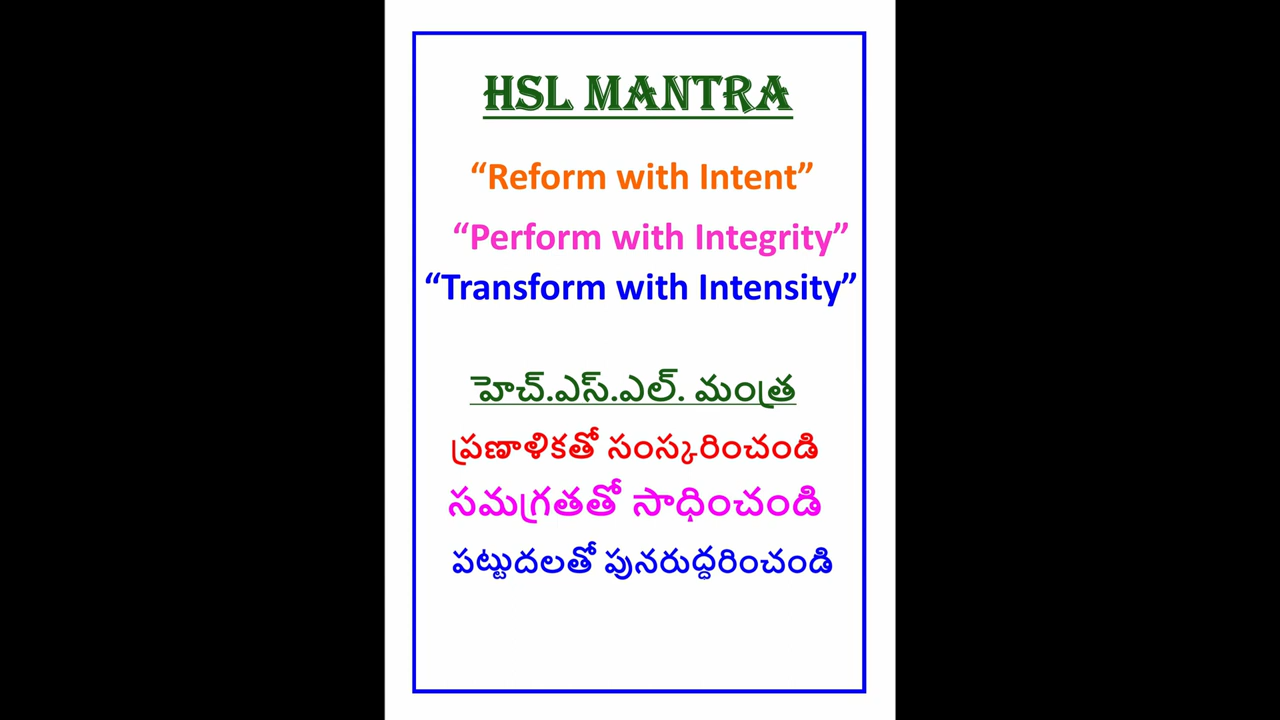 HSL MANTRA
“Reform with Intent”
“Perform with Integrity”
“Transform with Intensity”
హెచ్.ఎస్.ఎల్. మంత్ర
ప్రణాళికతో సంస్కరించండి
సమగ్రతతో సాధించండి
పట్టుదలతో పునరుద్ధరించండి